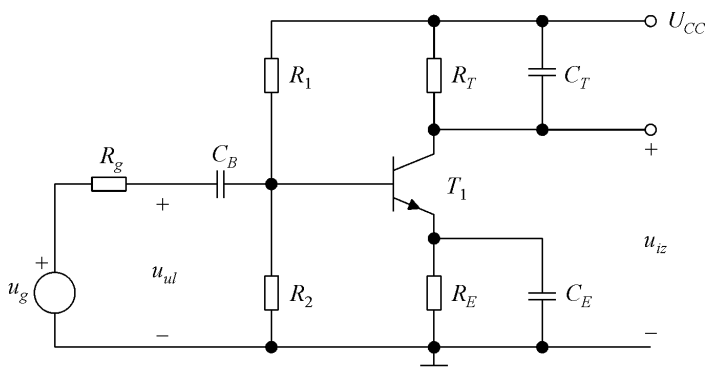 U_CC
R_1
R_T
C_T
R_g
C_B
+
+
T_1
+
u_ul
u_iz
u_g
R_2
R_E
C_E
−
−